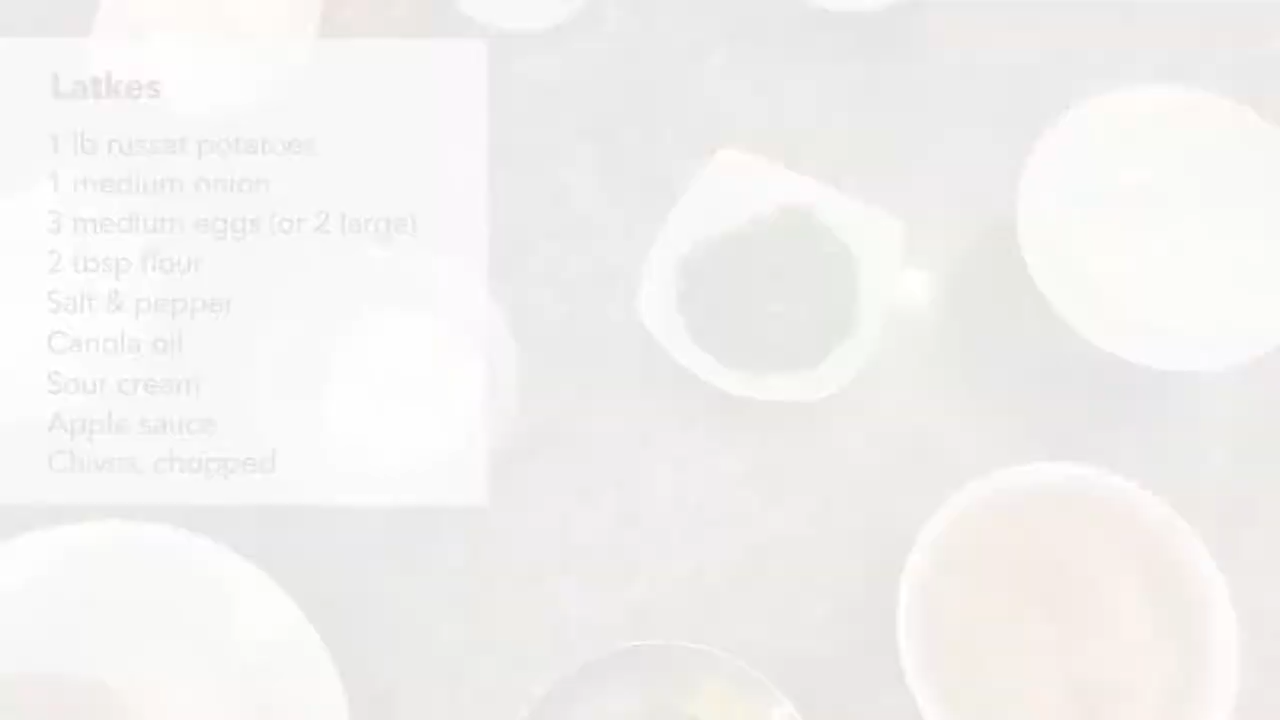 Latkes
1 lb russet potatoes
1 medium onion
3 medium eggs (or 2 large)
2 tbsp flour
Salt & pepper
Canola oil
Sour cream
Apple sauce
Chives, chopped